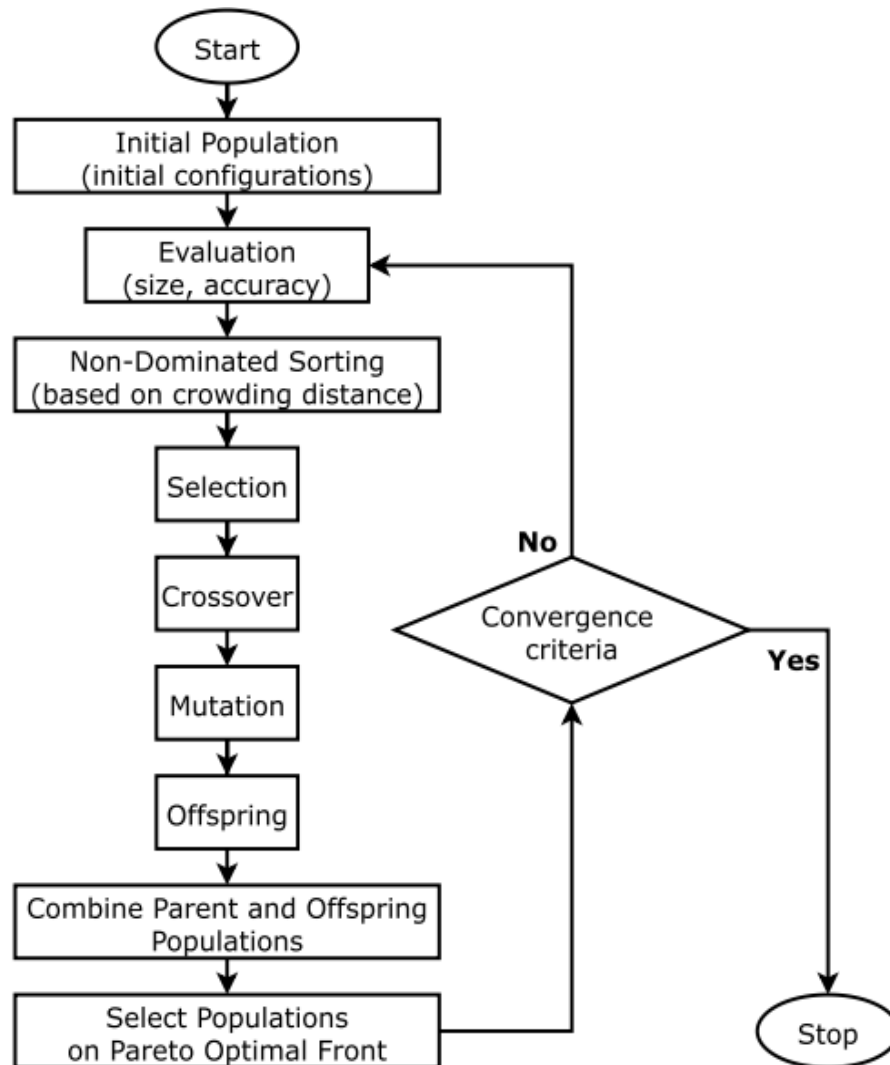 Start
Initial Population
(initial configurations)
Evaluation
(size, accuracy)
Non-Dominated Sorting
(based on crowding distance)
Selection
Crossover
Mutation
Offspring
Combine Parent and Offspring
Populations
Select Populations
on Pareto Optimal Front
No
Convergence
criteria
Yes
Stop